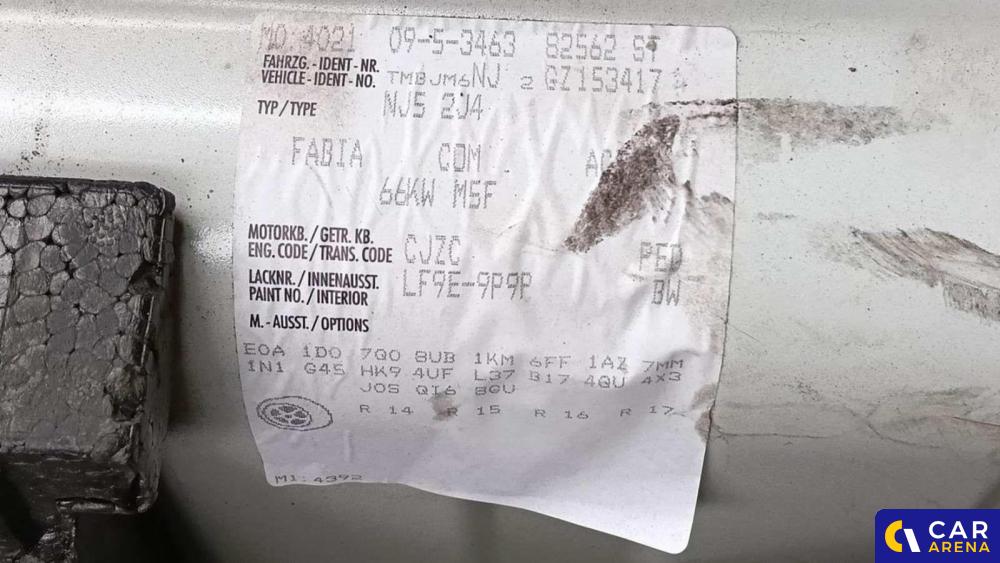 MO. 4021 09-5-3463 82562 ST
FAHRZG. - IDENT - NR.
VEHICLE - IDENT - NO. TMBJM6NJ 2 GZ153417
TYP / TYPE NJ5 2J4
FABIA COM
66KW M5F
MOTORKB. / GETR. KB.
ENG. CODE / TRANS. CODE CJZC PED
LACKNR. / INNENAUSST.
PAINT NO. / INTERIOR LF9E-9P9P BW
M. - AUSST. / OPTIONS
E0A 1D0 7Q0 8UB 1KM 6FF 1AZ 7MM
1N1 G45 HK9 4UF L37 B17 4QU 4X3
J0S QI6 8GU
R 14 R 15 R 16 R 17
M1: 4392
CAR
ARENA